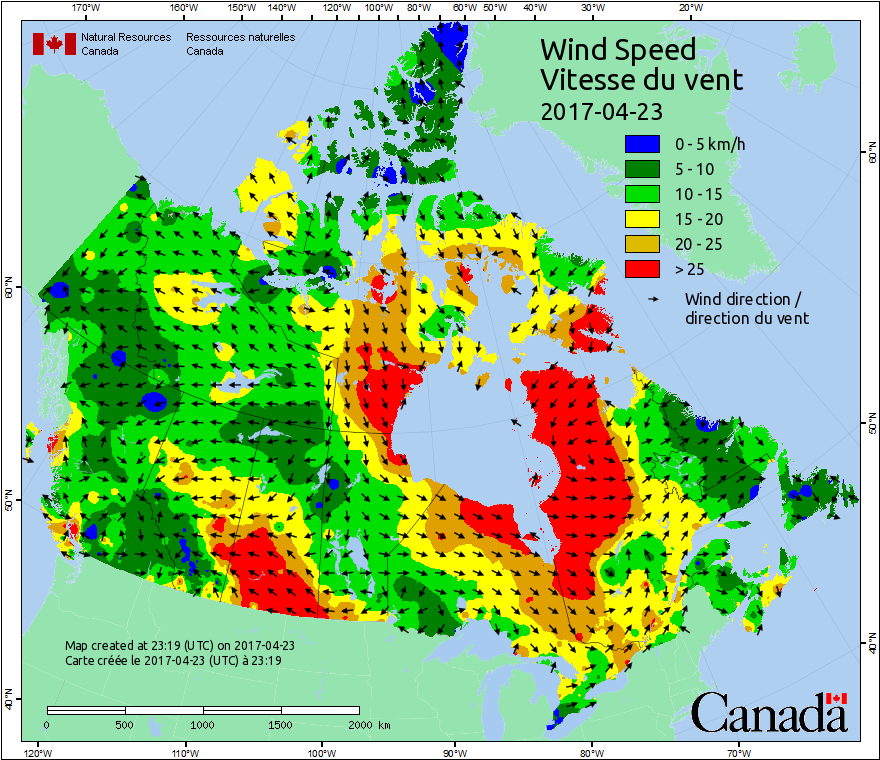 170°W 160°W 150°W 140°W 120°W 110°W 100°W 80°W 60°W 50°W 40°W 30°W 20°W
Natural Resources Ressources naturelles
Canada Canada
Wind Speed
Vitesse du vent
2017-04-23
0 - 5 km/h
5 - 10
10 - 15
15 - 20
20 - 25
> 25
Wind direction /
direction du vent
60°N
50°N
40°N
60°N
50°N
40°N
Map created at 23:19 (UTC) on 2017-04-23
Carte créée le 2017-04-23 (UTC) à 23:19
0 500 1000 1500 2000 km
Canada
120°W 110°W 100°W 90°W 80°W 70°W